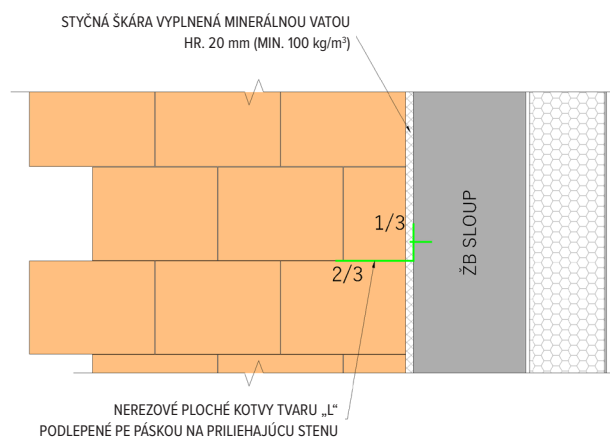 STYČNÁ ŠKÁRA VYPLNENÁ MINERÁLNOU VATOU
HR. 20 mm (MIN. 100 kg/m³)
1/3
2/3
ŽB SLOUP
NEREZOVÉ PLOCHÉ KOTVY TVARU „L“
PODLEPENÉ PE PÁSKOU NA PRILIEHAJÚCU STENU